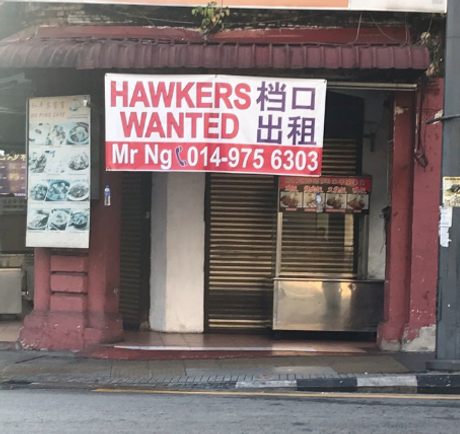 HAWKERS 档口
WANTED 出租
Mr Ng 014-975 6303